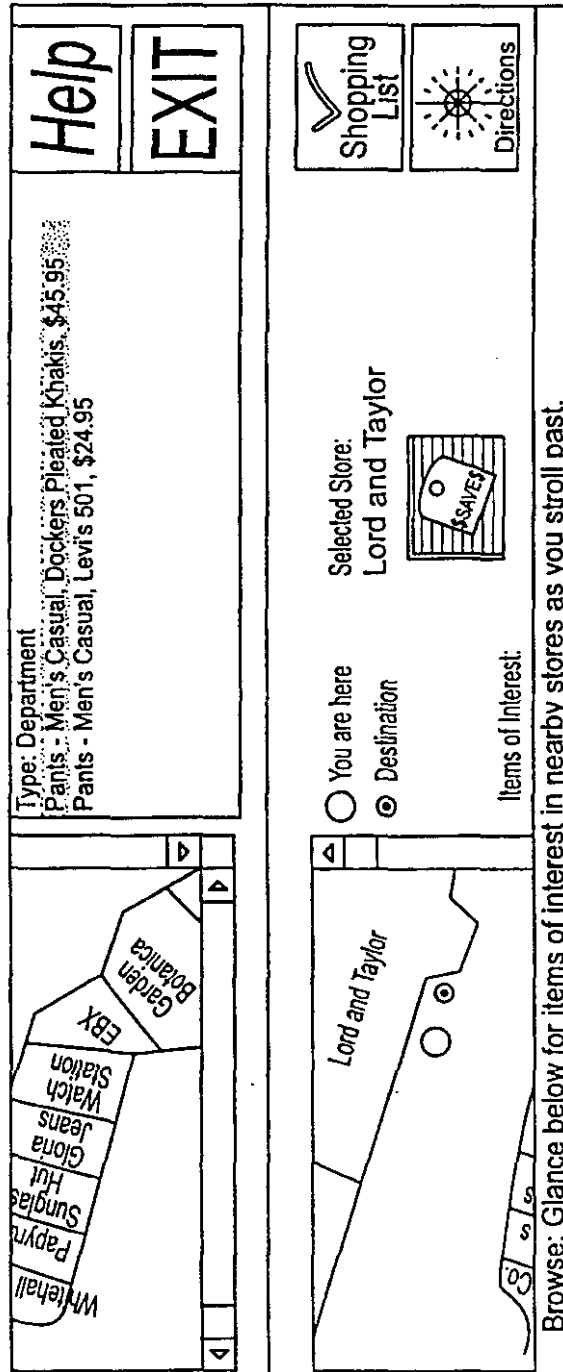 Whitehall
Papyra
Sunglas
Hut
Gloria
Jeans
Watch
Station
EBX
Garden
Botanica
Type: Department
Pants - Men's Casual, Dockers Pleated Khakis, $45.95
Pants - Men's Casual, Levi's 501, $24.95
Help
EXIT
Lord and Taylor
Co.
s
s
You are here
Destination
Items of Interest:
Selected Store:
Lord and Taylor
$SAVE$
Shopping
List
Directions
Browse: Glance below for items of interest in nearby stores as you stroll past.